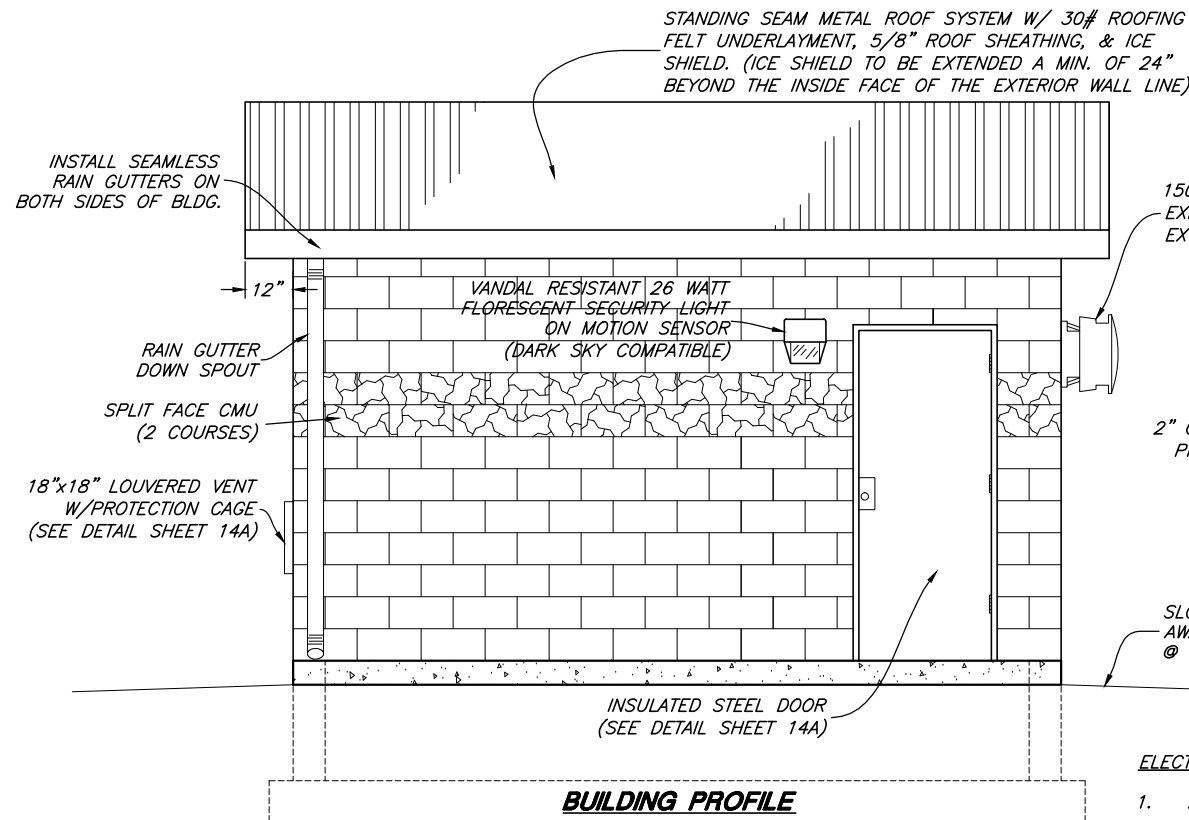 STANDING SEAM METAL ROOF SYSTEM W/ 30# ROOFING
FELT UNDERLAYMENT, 5/8" ROOF SHEATHING, & ICE
SHIELD. (ICE SHIELD TO BE EXTENDED A MIN. OF 24"
BEYOND THE INSIDE FACE OF THE EXTERIOR WALL LINE)
INSTALL SEAMLESS
RAIN GUTTERS ON
BOTH SIDES OF BLDG.
12"
VANDAL RESISTANT 26 WATT
FLORESCENT SECURITY LIGHT
ON MOTION SENSOR
(DARK SKY COMPATIBLE)
RAIN GUTTER
DOWN SPOUT
SPLIT FACE CMU
(2 COURSES)
2"
18"x18" LOUVERED VENT
W/PROTECTION CAGE
(SEE DETAIL SHEET 14A)
@
INSULATED STEEL DOOR
(SEE DETAIL SHEET 14A)
BUILDING PROFILE
1.